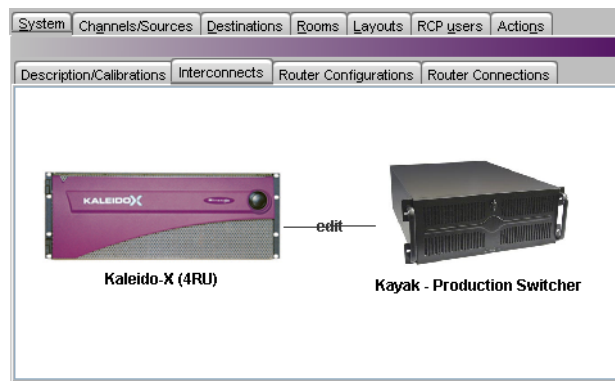 System Channels/Sources Destinations Rooms Layouts RCP users Actions
Description/Calibrations Interconnects Router Configurations Router Connections
KALEIDOX
edit
Kaleido-X (4RU)
Kayak - Production Switcher